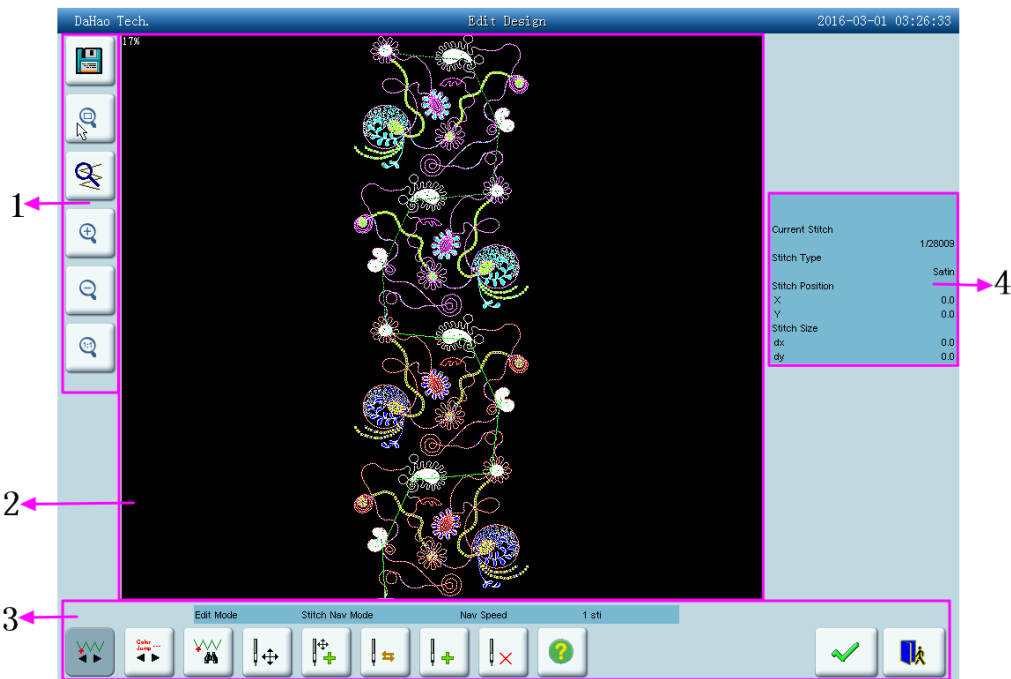 DaHao Tech. Edit Design 2016-03-01 03:26:33
17%
1
1:1
2
3
4
Current Stitch
1/28009
Stitch Type
Satin
Stitch Position
X 0.0
Y 0.0
Stitch Size
dx 0.0
dy 0.0
Edit Mode Stitch Nav Mode Nav Speed 1 sti
Color
Jump ---
?